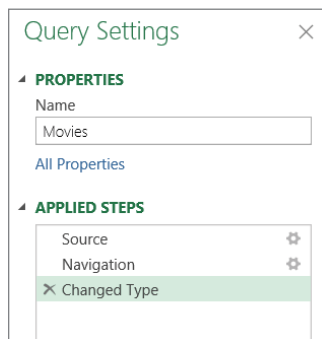 Query Settings
PROPERTIES
Name
Movies
All Properties
APPLIED STEPS
Source
Navigation
Changed Type